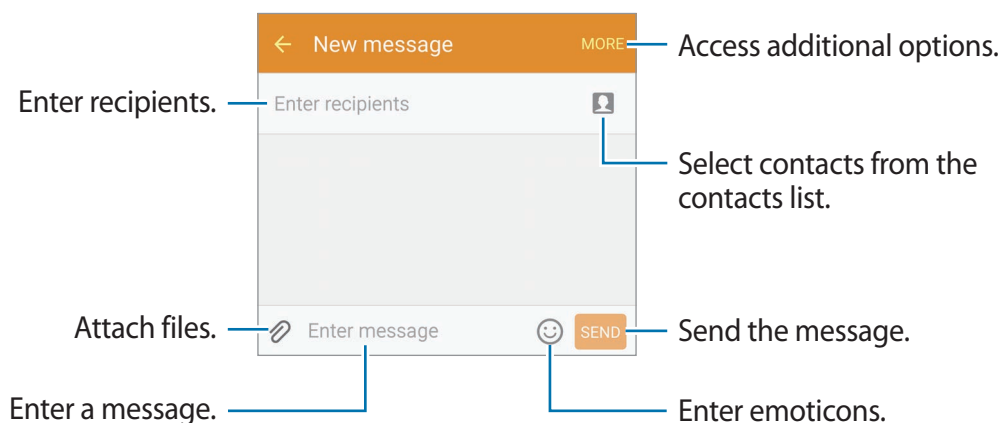 New message
MORE
Access additional options.
Enter recipients.
Enter recipients
Select contacts from the
contacts list.
Attach files.
Enter message
SEND
Send the message.
Enter a message.
Enter emoticons.